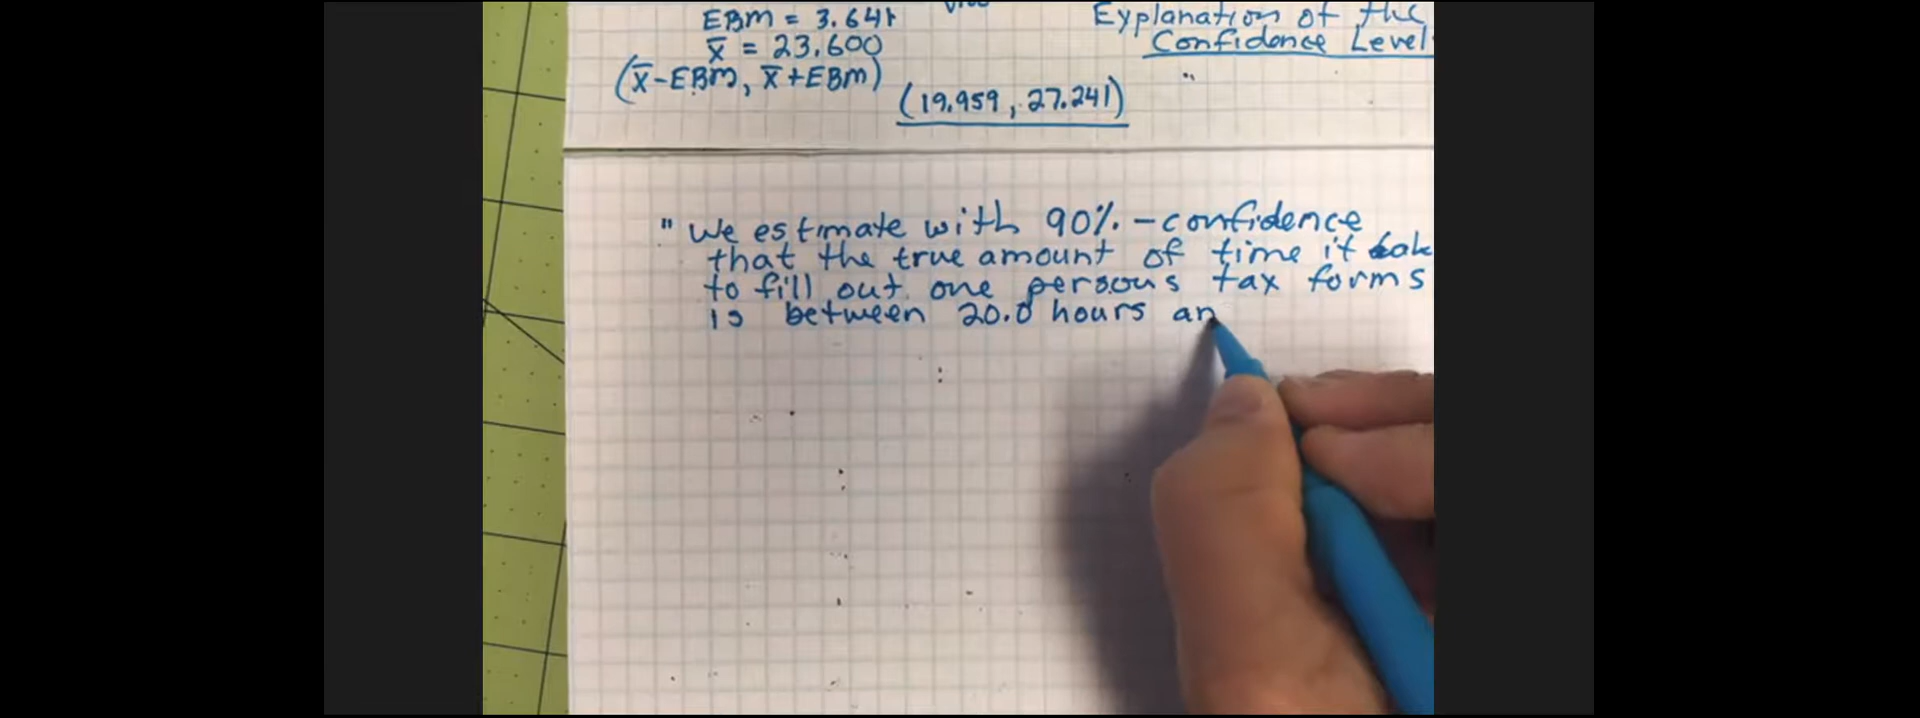 EBM = 3.641
x̄ = 23.600
(x̄-EBM, x̄+EBM)
(19.959, 27.241)
Explanation of the
Confidence Level
"
" We estimate with 90% - confidence
that the true amount of time it
to fill out one persons tax forms
is between 20.0 hours an